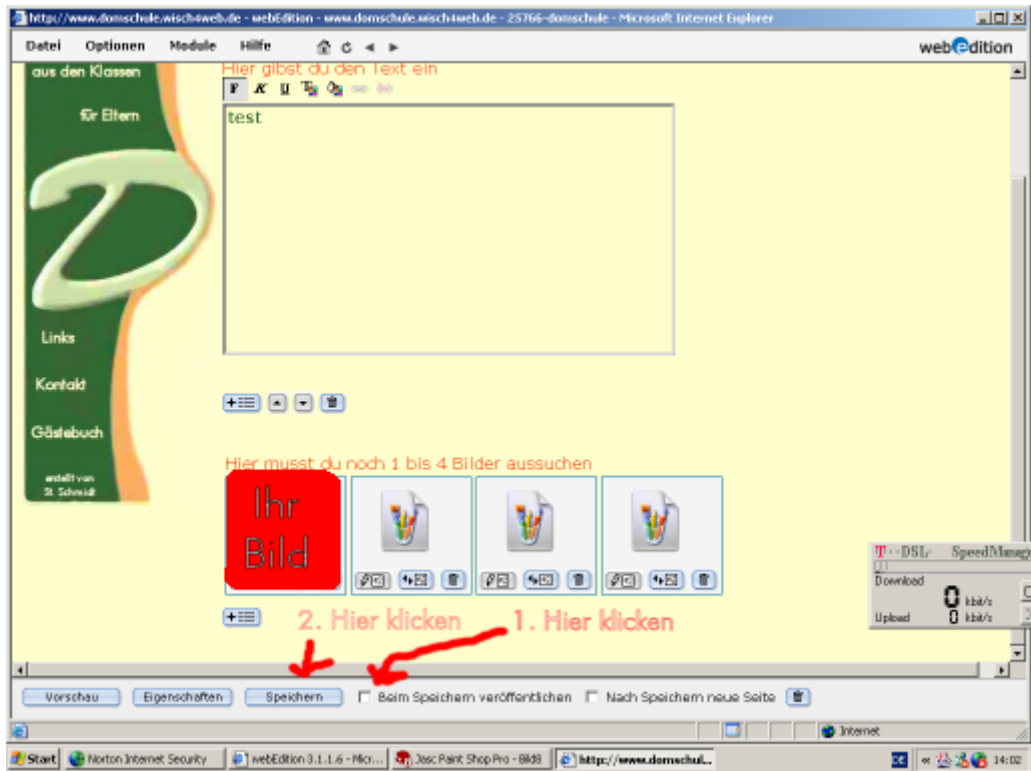 http://www.domschule.wisch4web.de - webEdition - www.domschule.wisch4web.de - 25766-domschule - Microsoft Internet Explorer
Datei Optionen Module Hilfe
webEdition
aus den Klassen
für Eltern
D
Links
Kontakt
Gästebuch
erstellt von
St. Schmidt
Hier gibst du den Text ein
F K U
test
Hier musst du noch 1 bis 4 Bilder aussuchen
Ihr
Bild
2. Hier klicken
1. Hier klicken
T··DSL· SpeedManag
Download
0 kbit/s
Upload 0 kbit/s
Vorschau Eigenschaften Speichern Beim Speichern veröffentlichen Nach Speichern neue Seite
Internet
Start Norton Internet Security webEdition 3.1.1.6 - Micr... Jasc Paint Shop Pro - Bild3 http://www.domschul... DE « 14:02